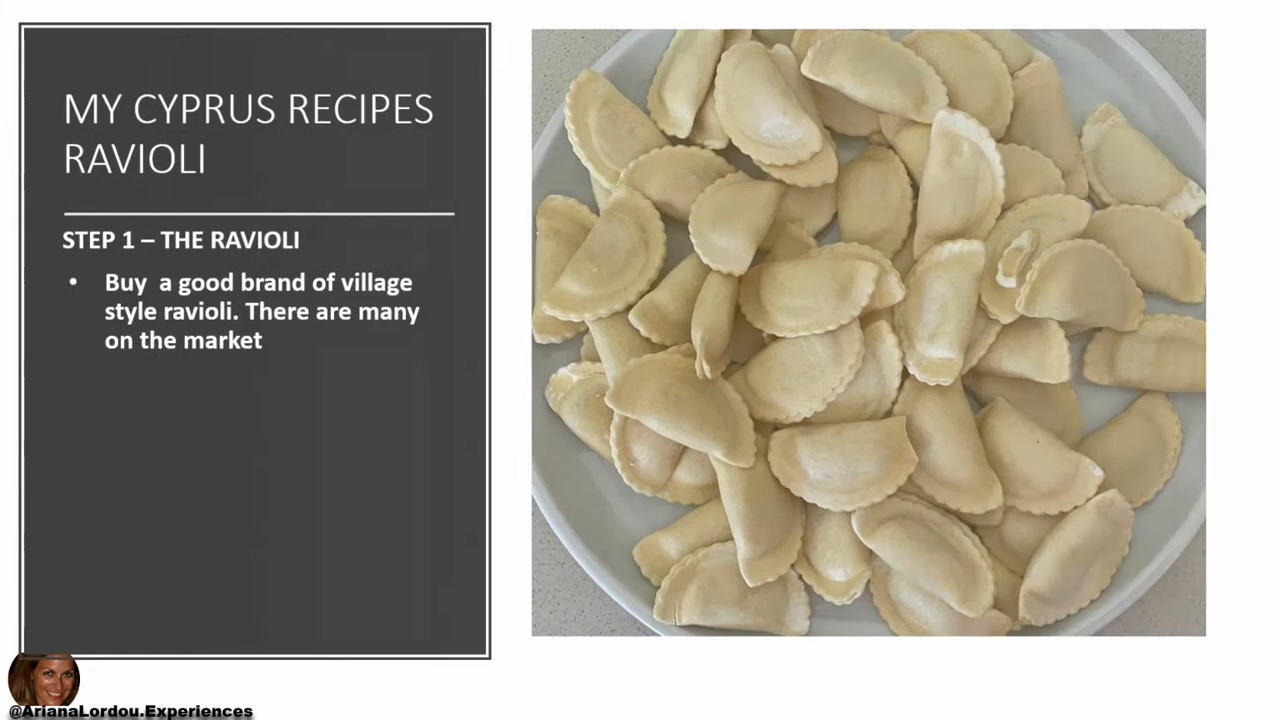 MY CYPRUS RECIPES
RAVIOLI
STEP 1 – THE RAVIOLI
• Buy  a good brand of village
style ravioli. There are many
on the market
@ArianaLordou.Experiences